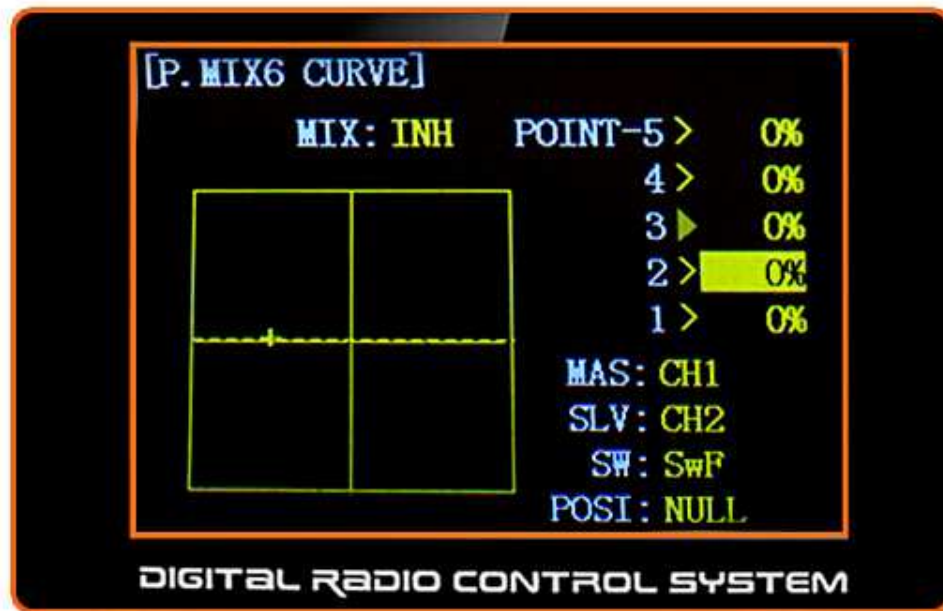 [P.MIX6 CURVE]
MIX: INH POINT-5> 0%
4> 0%
3▶ 0%
2> 0%
1> 0%
MAS: CH1
SLV: CH2
SW: SwF
POSI: NULL
DIGITAL RADIO CONTROL SYSTEM